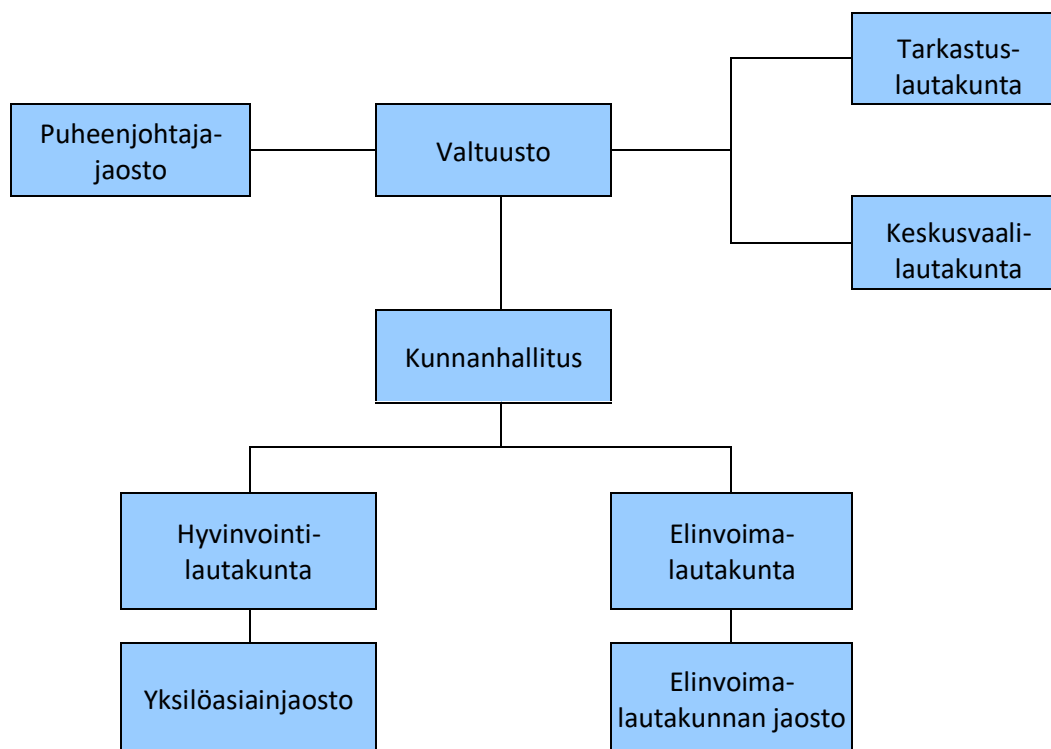 Tarkastus-
lautakunta
Puheenjohtaja-
jaosto
Valtuusto
Keskusvaali-
lautakunta
Kunnanhallitus
Hyvinvointi-
lautakunta
Elinvoima-
lautakunta
Yksilöasiainjaosto
Elinvoima-
lautakunnan jaosto